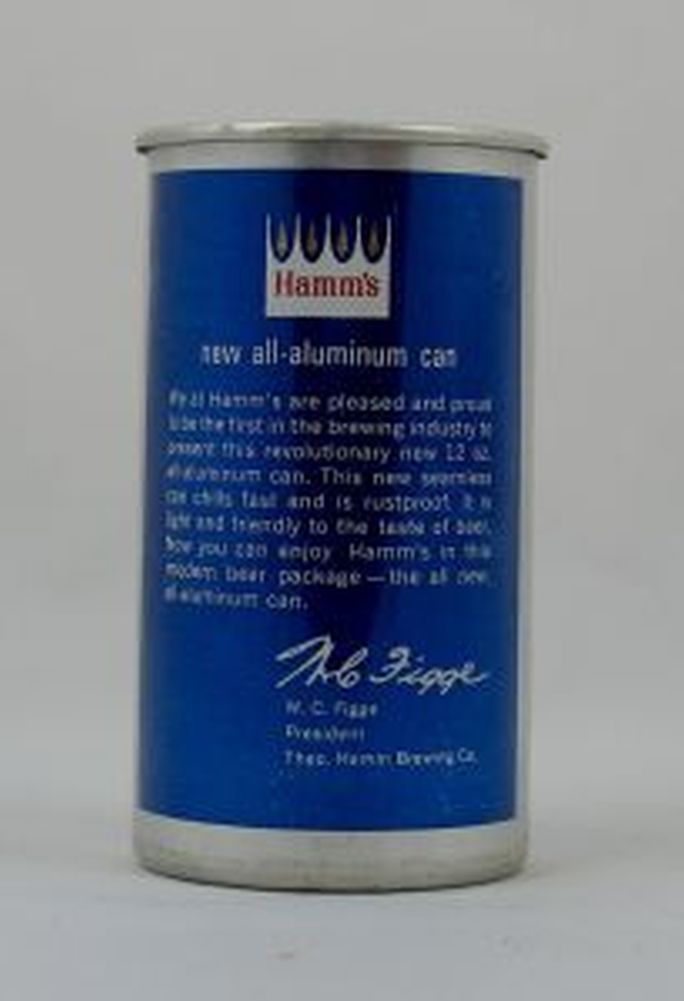 Hamm's
new all-aluminum can
We at Hamm's are pleased and proud
to be the first in the brewing industry to
present this revolutionary new 12 oz.
all-aluminum can. This new seamless
can chills fast and is rustproof. It is
light and friendly to the taste of beer.
Now you can enjoy Hamm's in this
modern beer package — the all new,
all-aluminum can.
W. C. Figge
W. C. Figge
President
Theo. Hamm Brewing Co.